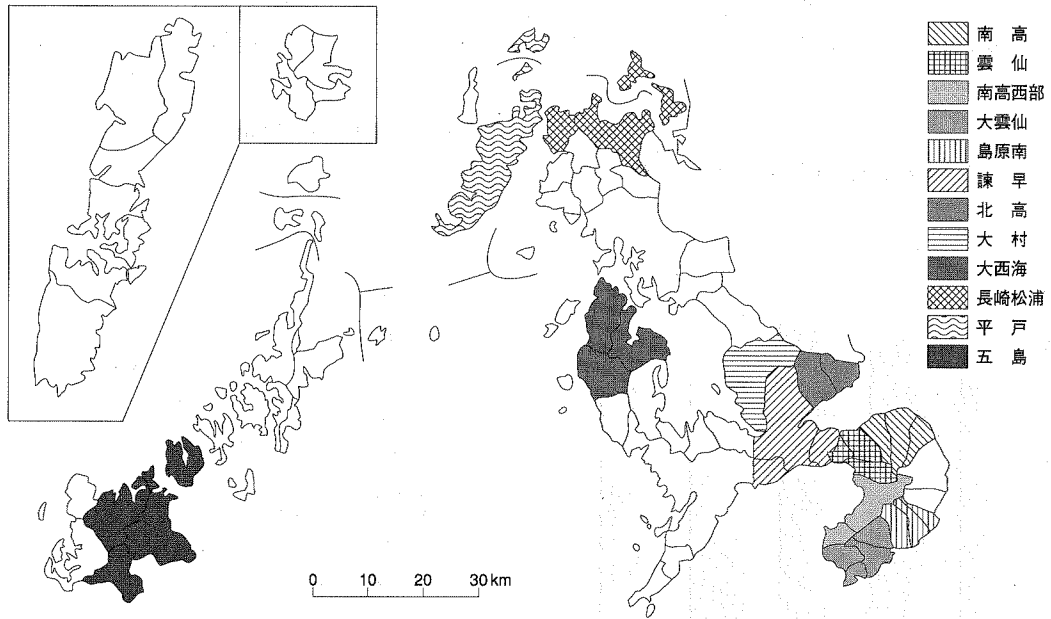 南高
雲仙
南高西部
大雲仙
島原南
諫早
北高
大村
大西海
長崎松浦
平戸
五島
0 10 20 30 km